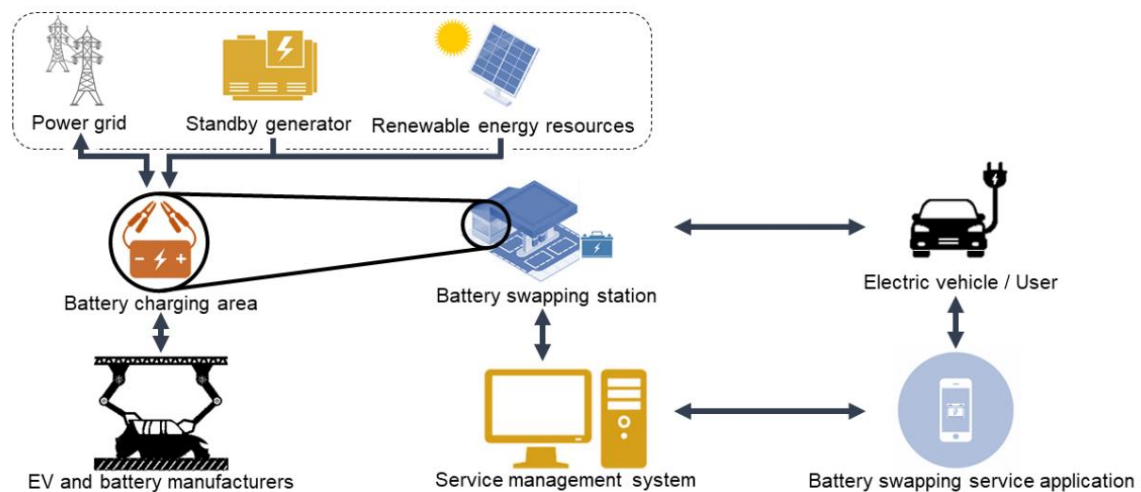 Power grid
Standby generator
Renewable energy resources
Battery charging area
Battery swapping station
Electric vehicle / User
EV and battery manufacturers
Service management system
Battery swapping service application